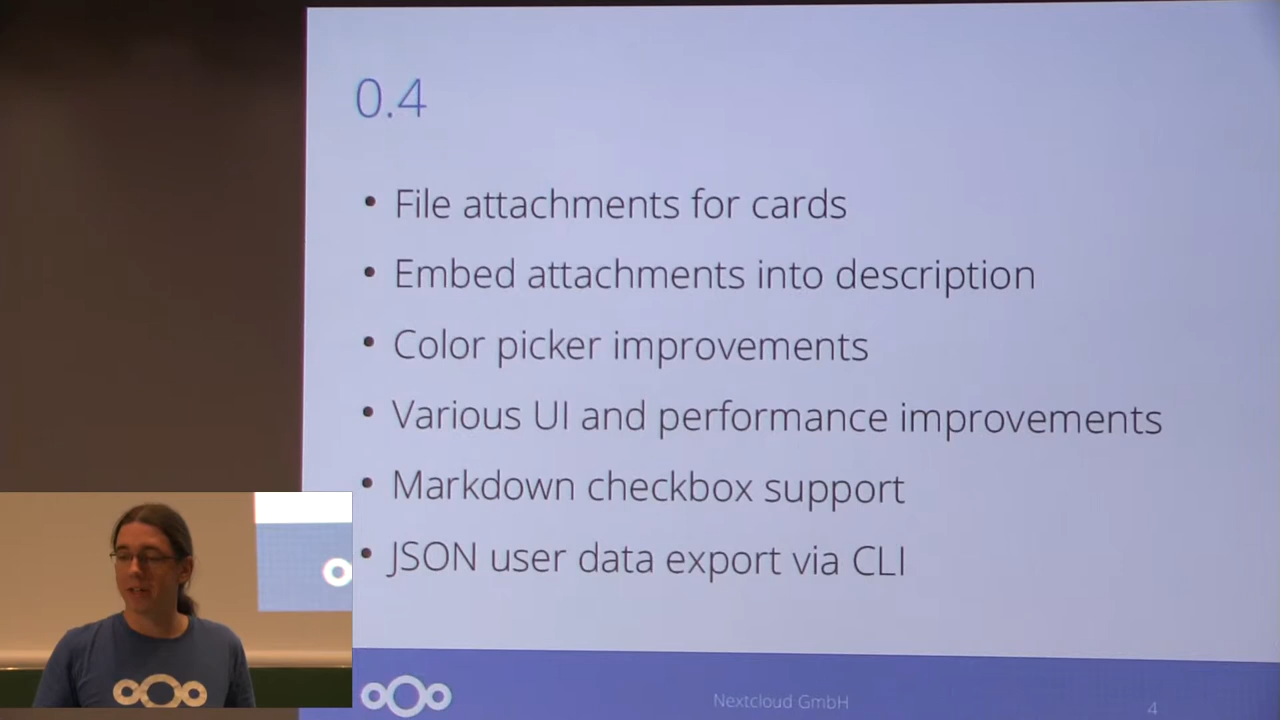 0.4
• File attachments for cards
• Embed attachments into description
• Color picker improvements
• Various UI and performance improvements
• Markdown checkbox support
• JSON user data export via CLI
Nextcloud GmbH
4